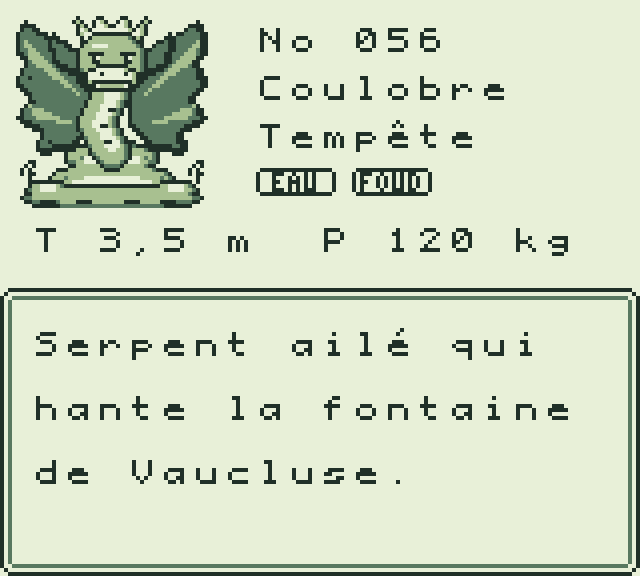 No 056
Coulobre
Tempête
EAU FOUD
T 3,5 m P 120 kg
Serpent ailé qui
hante la fontaine
de Vaucluse.